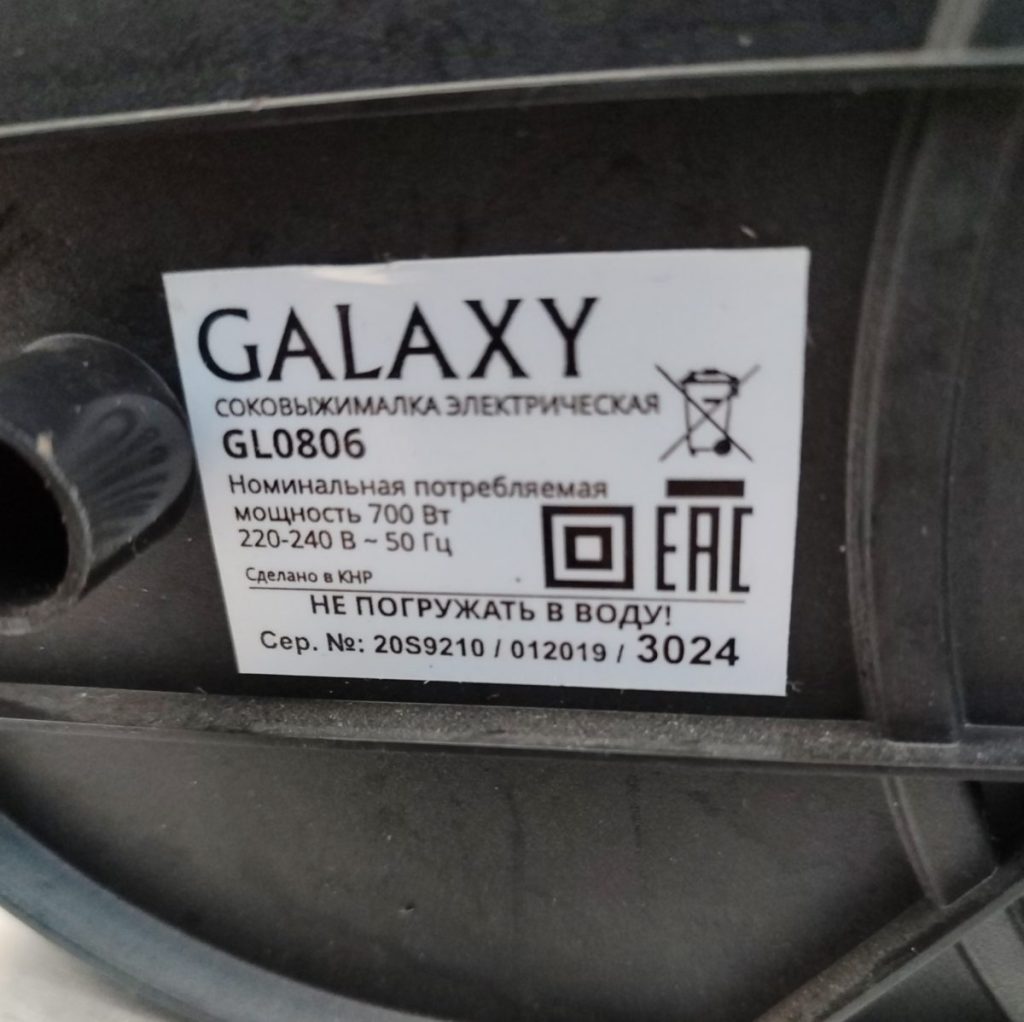 GALAXY
СОКОВЫЖИМАЛКА ЭЛЕКТРИЧЕСКАЯ
GL0806
Номинальная потребляемая
мощность 700 Вт
220-240 В ~ 50 Гц
EAC
Сделано в КНР
НЕ ПОГРУЖАТЬ В ВОДУ!
Сер. №: 20S9210 / 012019 / 3024